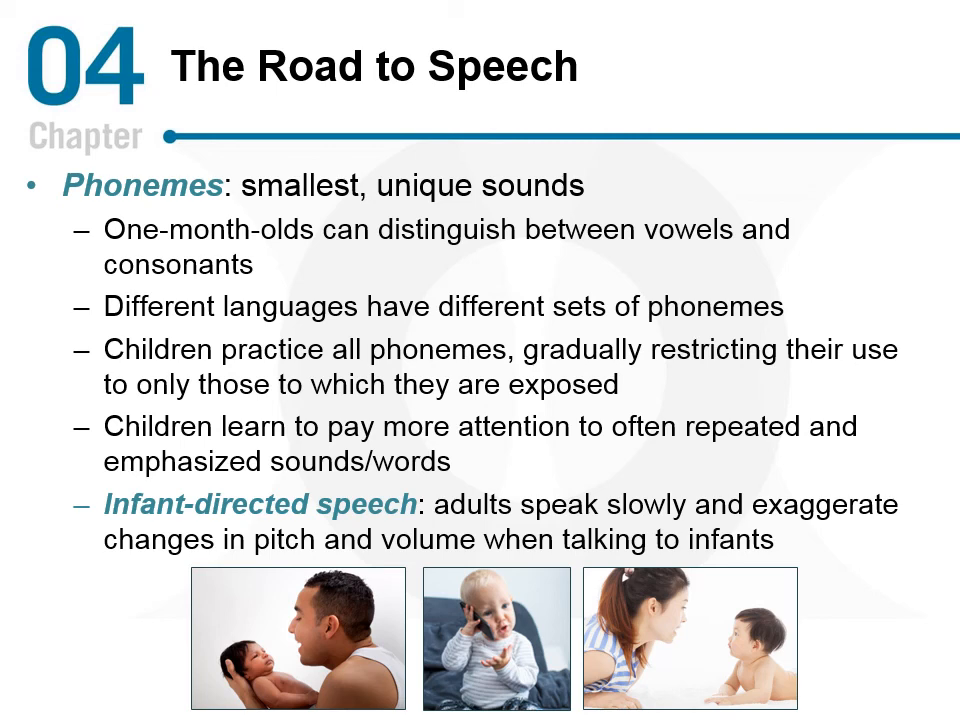 04
The Road to Speech
Chapter
• Phonemes: smallest, unique sounds
– One-month-olds can distinguish between vowels and
consonants
– Different languages have different sets of phonemes
– Children practice all phonemes, gradually restricting their use
to only those to which they are exposed
– Children learn to pay more attention to often repeated and
emphasized sounds/words
– Infant-directed speech: adults speak slowly and exaggerate
changes in pitch and volume when talking to infants